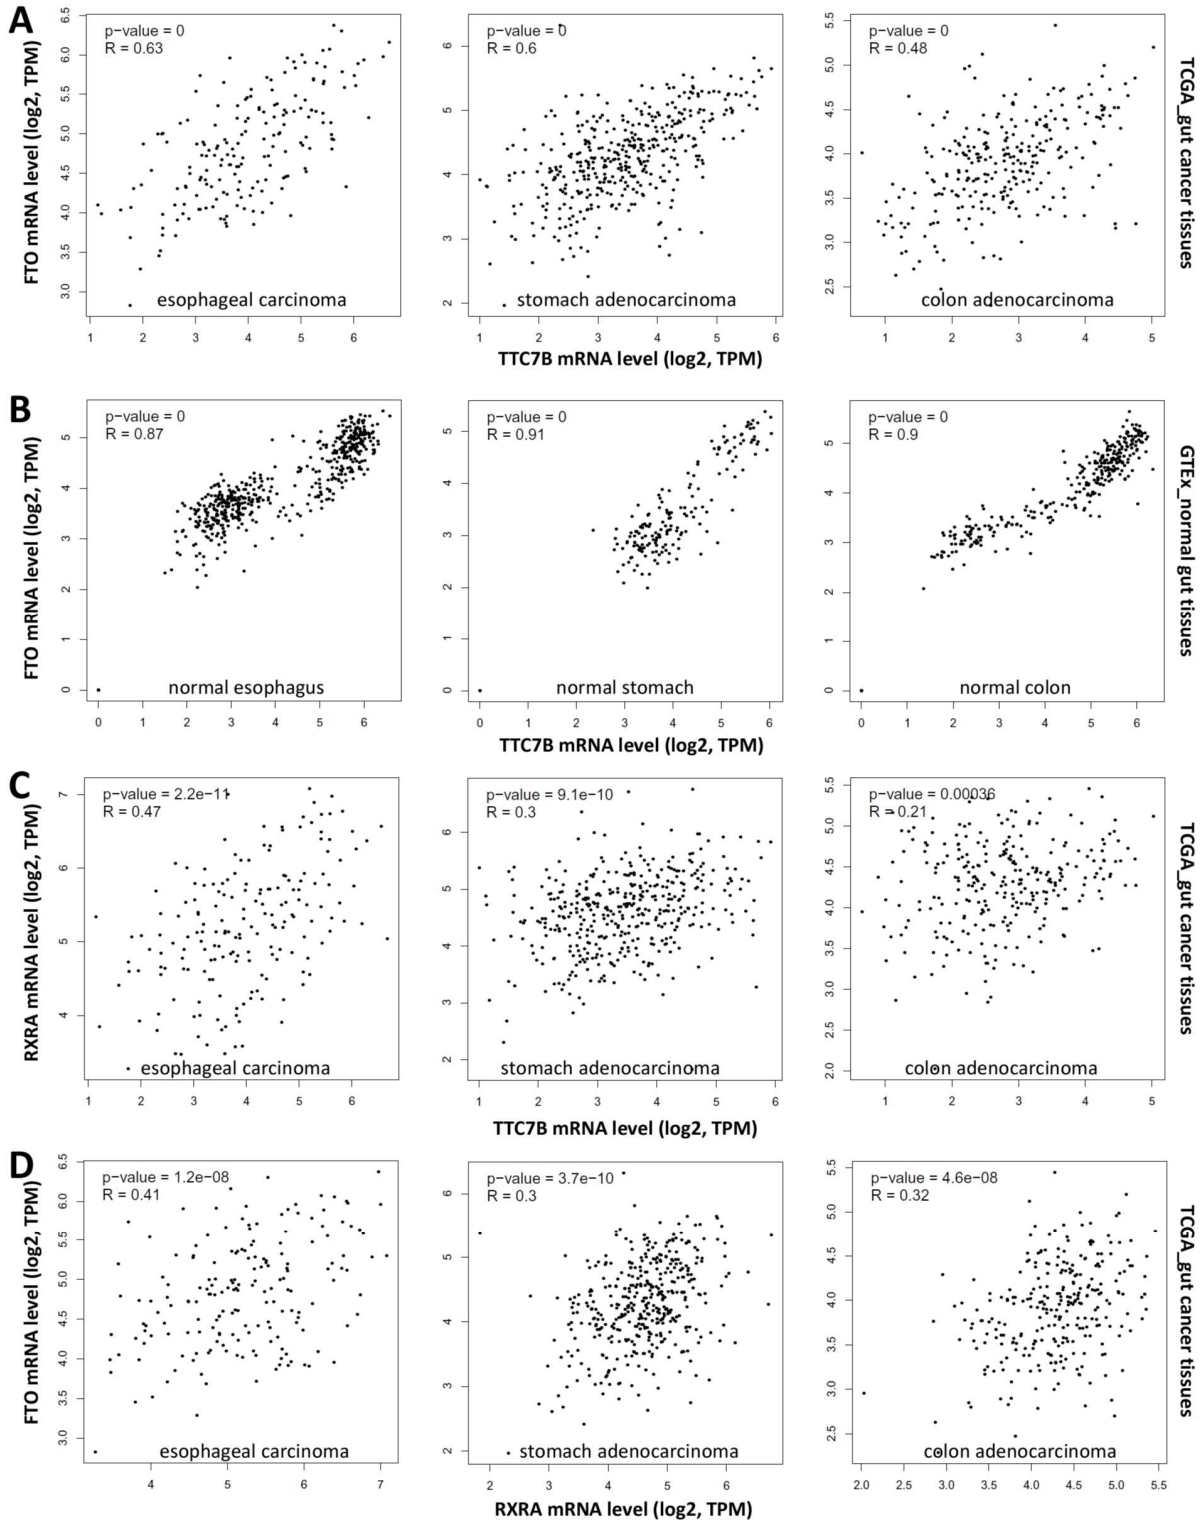 A
p−value = 0
R = 0.63
p−value = 0
R = 0.6
p−value = 0
R = 0.48
FTO mRNA level (log2, TPM)
6.5
6.0
5.5
5.0
4.5
4.0
3.5
3.0
6
5
4
3
2
5.5
5.0
4.5
4.0
3.5
3.0
2.5
esophageal carcinoma
stomach adenocarcinoma
colon adenocarcinoma
1 2 3 4 5 6
1 2 3 4 5 6
1 2 3 4 5
TTC7B mRNA level (log2, TPM)
TCGA_gut cancer tissues
B
p−value = 0
R = 0.87
p−value = 0
R = 0.91
p−value = 0
R = 0.9
FTO mRNA level (log2, TPM)
5
4
3
2
1
0
5
4
3
2
1
0
5
4
3
2
1
0
normal esophagus
normal stomach
normal colon
0 1 2 3 4 5 6
0 1 2 3 4 5 6
0 1 2 3 4 5 6
TTC7B mRNA level (log2, TPM)
GTEx_normal gut tissues
C
p−value = 2.2e−11
R = 0.47
p−value = 9.1e−10
R = 0.3
p−value = 0.00036
R = 0.21
RXRA mRNA level (log2, TPM)
7
6
5
4
6
5
4
3
2
5.5
5.0
4.5
4.0
3.5
3.0
2.5
2.0
esophageal carcinoma
stomach adenocarcinoma
colon adenocarcinoma
1 2 3 4 5 6
1 2 3 4 5 6
1 2 3 4 5
TTC7B mRNA level (log2, TPM)
TCGA_gut cancer tissues
D
p−value = 1.2e−08
R = 0.41
p−value = 3.7e−10
R = 0.3
p−value = 4.6e−08
R = 0.32
FTO mRNA level (log2, TPM)
6.5
6.0
5.5
5.0
4.5
4.0
3.5
3.0
6
5
4
3
2
5.5
5.0
4.5
4.0
3.5
3.0
2.5
esophageal carcinoma
stomach adenocarcinoma
colon adenocarcinoma
4 5 6 7
2 3 4 5 6
2.0 2.5 3.0 3.5 4.0 4.5 5.0 5.5
RXRA mRNA level (log2, TPM)
TCGA_gut cancer tissues